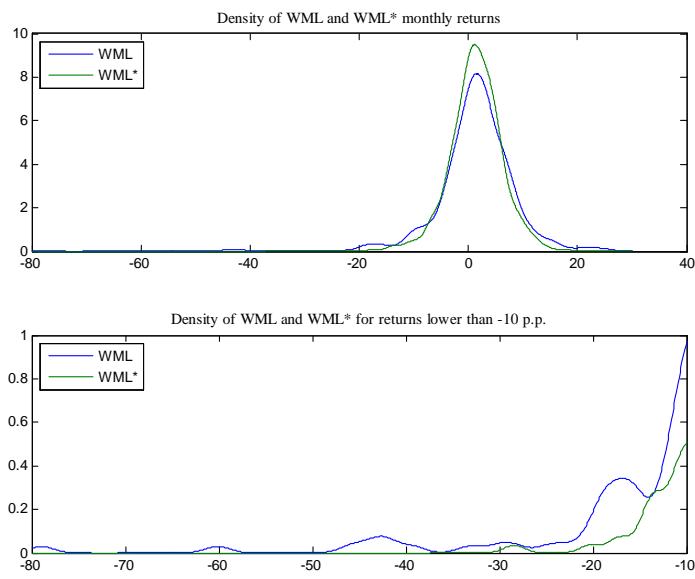 Density of WML and WML* monthly returns
10
8
6
4
2
0
WML
WML*
-80 -60 -40 -20 0 20 40
Density of WML and WML* for returns lower than -10 p.p.
1
0.8
0.6
0.4
0.2
0
WML
WML*
-80 -70 -60 -50 -40 -30 -20 -10